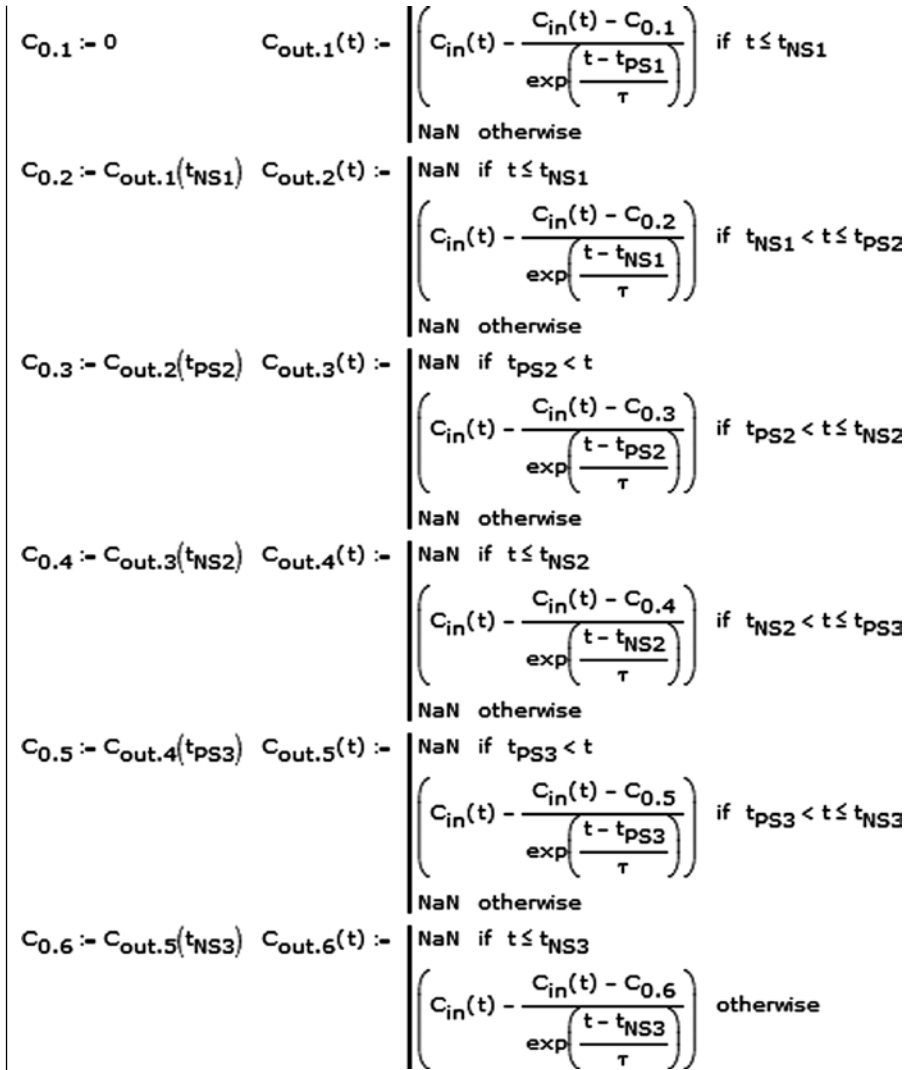 C0.1 := 0 Cout.1(t) := (Cin(t) - (Cin(t) - C0.1) / exp((t - tPS1) / τ)) if t ≤ tNS1
NaN otherwise
C0.2 := Cout.1(tNS1) Cout.2(t) := NaN if t ≤ tNS1
(Cin(t) - (Cin(t) - C0.2) / exp((t - tNS1) / τ)) if tNS1 < t ≤ tPS2
NaN otherwise
C0.3 := Cout.2(tPS2) Cout.3(t) := NaN if tPS2 < t
(Cin(t) - (Cin(t) - C0.3) / exp((t - tPS2) / τ)) if tPS2 < t ≤ tNS2
NaN otherwise
C0.4 := Cout.3(tNS2) Cout.4(t) := NaN if t ≤ tNS2
(Cin(t) - (Cin(t) - C0.4) / exp((t - tNS2) / τ)) if tNS2 < t ≤ tPS3
NaN otherwise
C0.5 := Cout.4(tPS3) Cout.5(t) := NaN if tPS3 < t
(Cin(t) - (Cin(t) - C0.5) / exp((t - tPS3) / τ)) if tPS3 < t ≤ tNS3
NaN otherwise
C0.6 := Cout.5(tNS3) Cout.6(t) := NaN if t ≤ tNS3
(Cin(t) - (Cin(t) - C0.6) / exp((t - tNS3) / τ)) otherwise